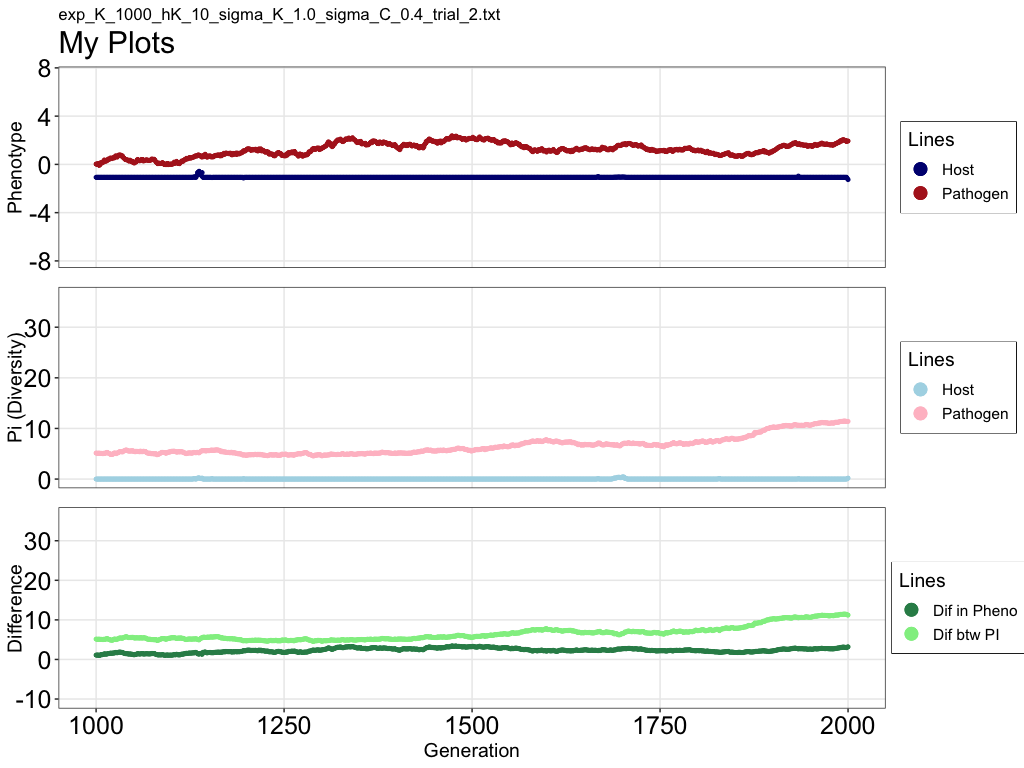 exp_K_1000_hK_10_sigma_K_1.0_sigma_C_0.4_trial_2.txt
My Plots
8
4
0
-4
-8
Phenotype
Lines
Host
Pathogen
30
20
10
0
Pi (Diversity)
Lines
Host
Pathogen
30
20
10
0
-10
Difference
Lines
Dif in Pheno
Dif btw PI
1000
1250
1500
1750
2000
Generation